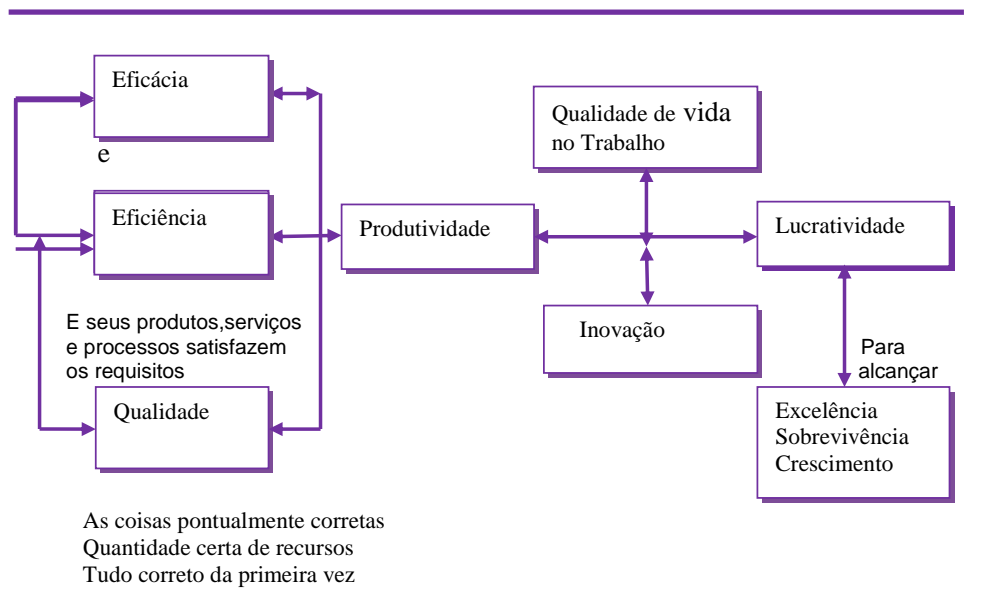 Eficácia
e
Eficiência
E seus produtos,serviços
e processos satisfazem
os requisitos
Qualidade
As coisas pontualmente corretas
Quantidade certa de recursos
Tudo correto da primeira vez
Produtividade
Qualidade de vida
no Trabalho
Inovação
Lucratividade
Para
alcançar
Excelência
Sobrevivência
Crescimento